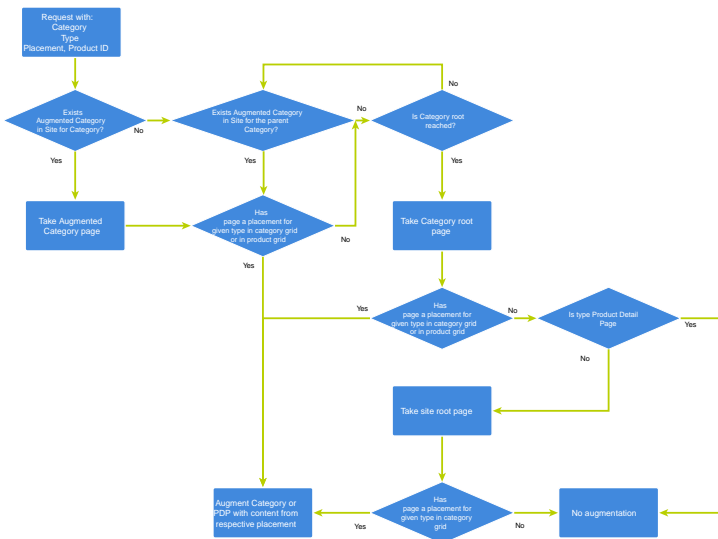 Request with:
Category
Type
Placement, Product ID
No
Exists
Augmented Category
in Site for Category?
No
Exists Augmented Category
in Site for the parent
Category?
No
Is Category root
reached?
Yes
Yes
Yes
Take Augmented
Category page
Has
page a placement for
given type in category grid
or in product grid
No
Take Category root
page
Yes
Yes
Has
page a placement for
given type in category grid
or in product grid
No
Is type Product Detail
Page
Yes
No
Take site root page
Augment Category or
PDP with content from
respective placement
Yes
Has
page a placement for
given type in category
grid
No
No augmentation